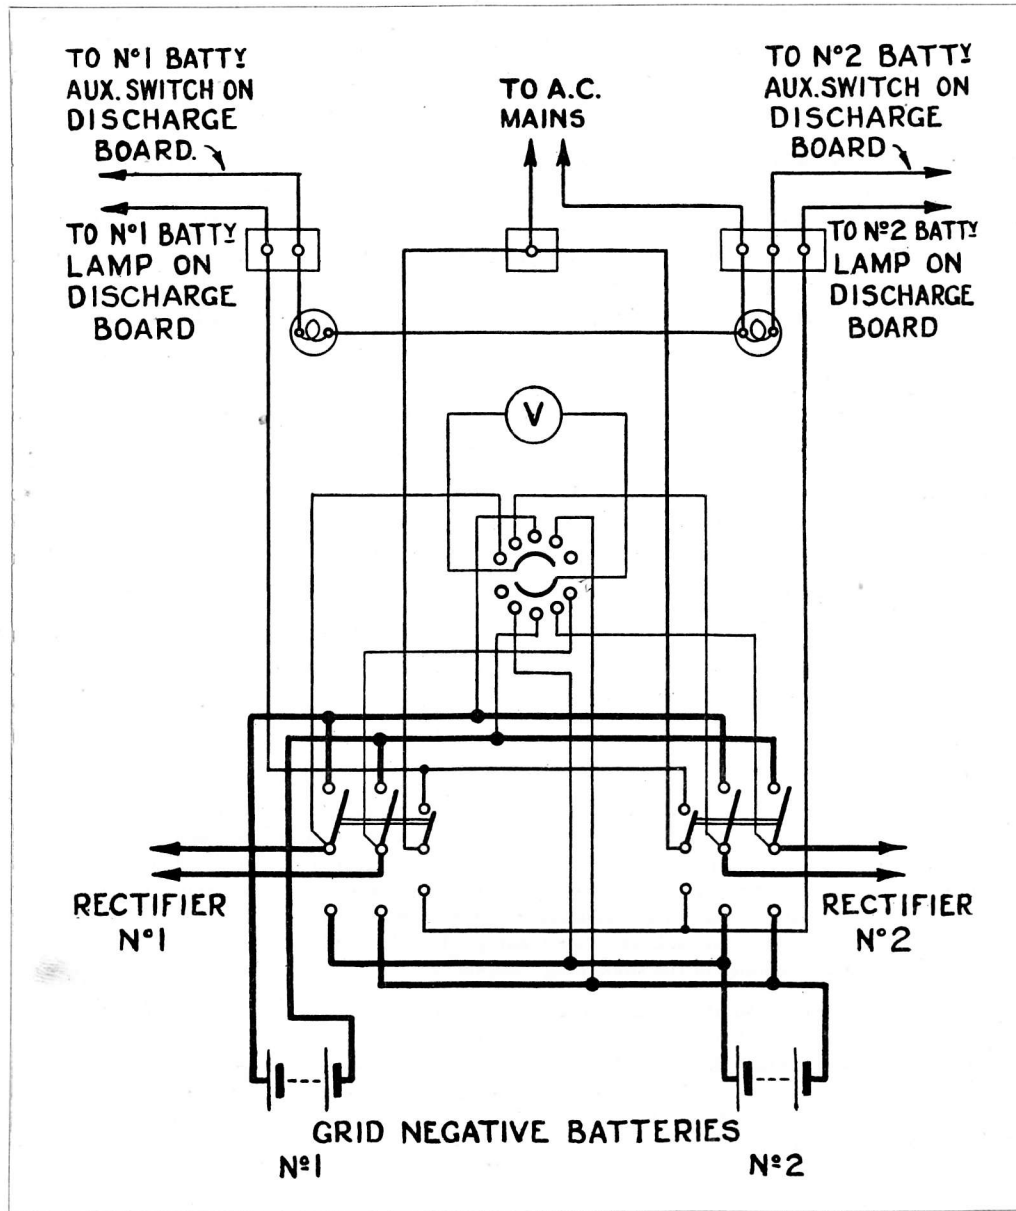 TO Nº1 BATTY
AUX. SWITCH ON
DISCHARGE
BOARD.
TO Nº1 BATTY
LAMP ON
DISCHARGE
BOARD
TO A.C.
MAINS
TO Nº2 BATTY
AUX. SWITCH ON
DISCHARGE
BOARD
TO Nº2 BATTY
LAMP ON
DISCHARGE
BOARD
V
RECTIFIER
Nº1
RECTIFIER
Nº2
GRID NEGATIVE BATTERIES
Nº1
Nº2